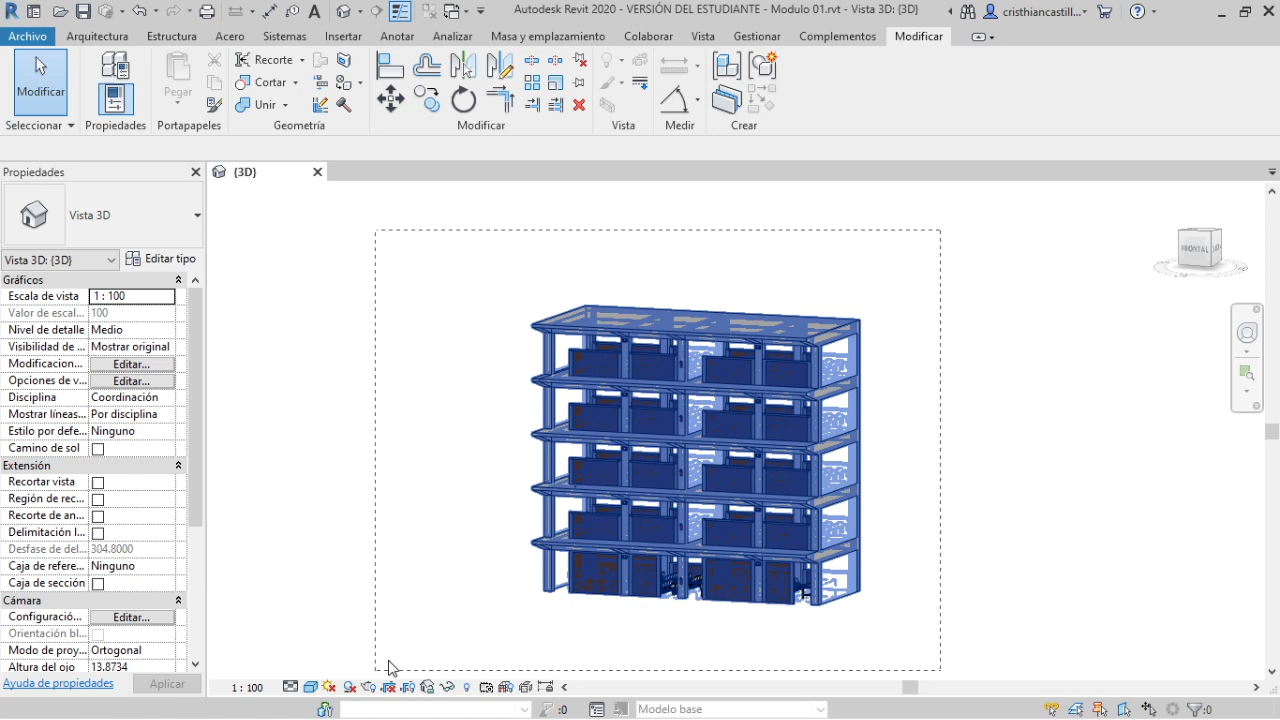 Autodesk Revit 2020 - VERSIÓN DEL ESTUDIANTE - Modulo 01.rvt - Vista 3D: {3D}
cristhiancastill...
Archivo Arquitectura Estructura Acero Sistemas Insertar Anotar Analizar Masa y emplazamiento Colaborar Vista Gestionar Complementos Modificar
Modificar
Pegar
Recorte
Cortar
Unir
Seleccionar Propiedades Portapapeles Geometría Modificar Vista Medir Crear
Propiedades
{3D}
Vista 3D
Vista 3D: {3D} Editar tipo
Gráficos
Escala de vista 1 : 100
Valor de escal... 100
Nivel de detalle Medio
Visibilidad de ... Mostrar original
Modificacion... Editar...
Opciones de v... Editar...
Disciplina Coordinación
Mostrar líneas... Por disciplina
Estilo por defe... Ninguno
Camino de sol
Extensión
Recortar vista
Región de rec...
Recorte de an...
Delimitación l...
Desfase de del... 304.8000
Caja de refere... Ninguno
Caja de sección
Cámara
Configuració... Editar...
Orientación bl...
Modo de proy... Ortogonal
Altura del ojo 13.8734
Ayuda de propiedades Aplicar
FRONTAL
1 : 100
:0 Modelo base :0